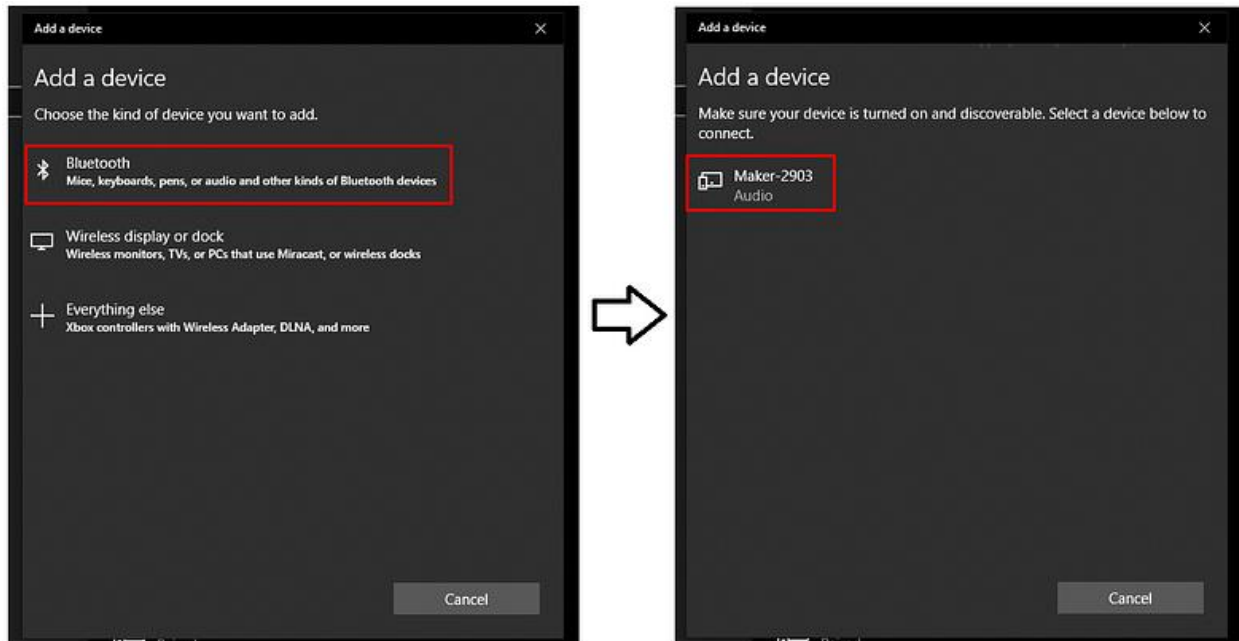 Add a device
Add a device
Choose the kind of device you want to add.
Bluetooth
Mice, keyboards, pens, or audio and other kinds of Bluetooth devices
Wireless display or dock
Wireless monitors, TVs, or PCs that use Miracast, or wireless docks
Everything else
Xbox controllers with Wireless Adapter, DLNA, and more
Cancel
Add a device
Add a device
Make sure your device is turned on and discoverable. Select a device below to
connect.
Maker-2903
Audio
Cancel